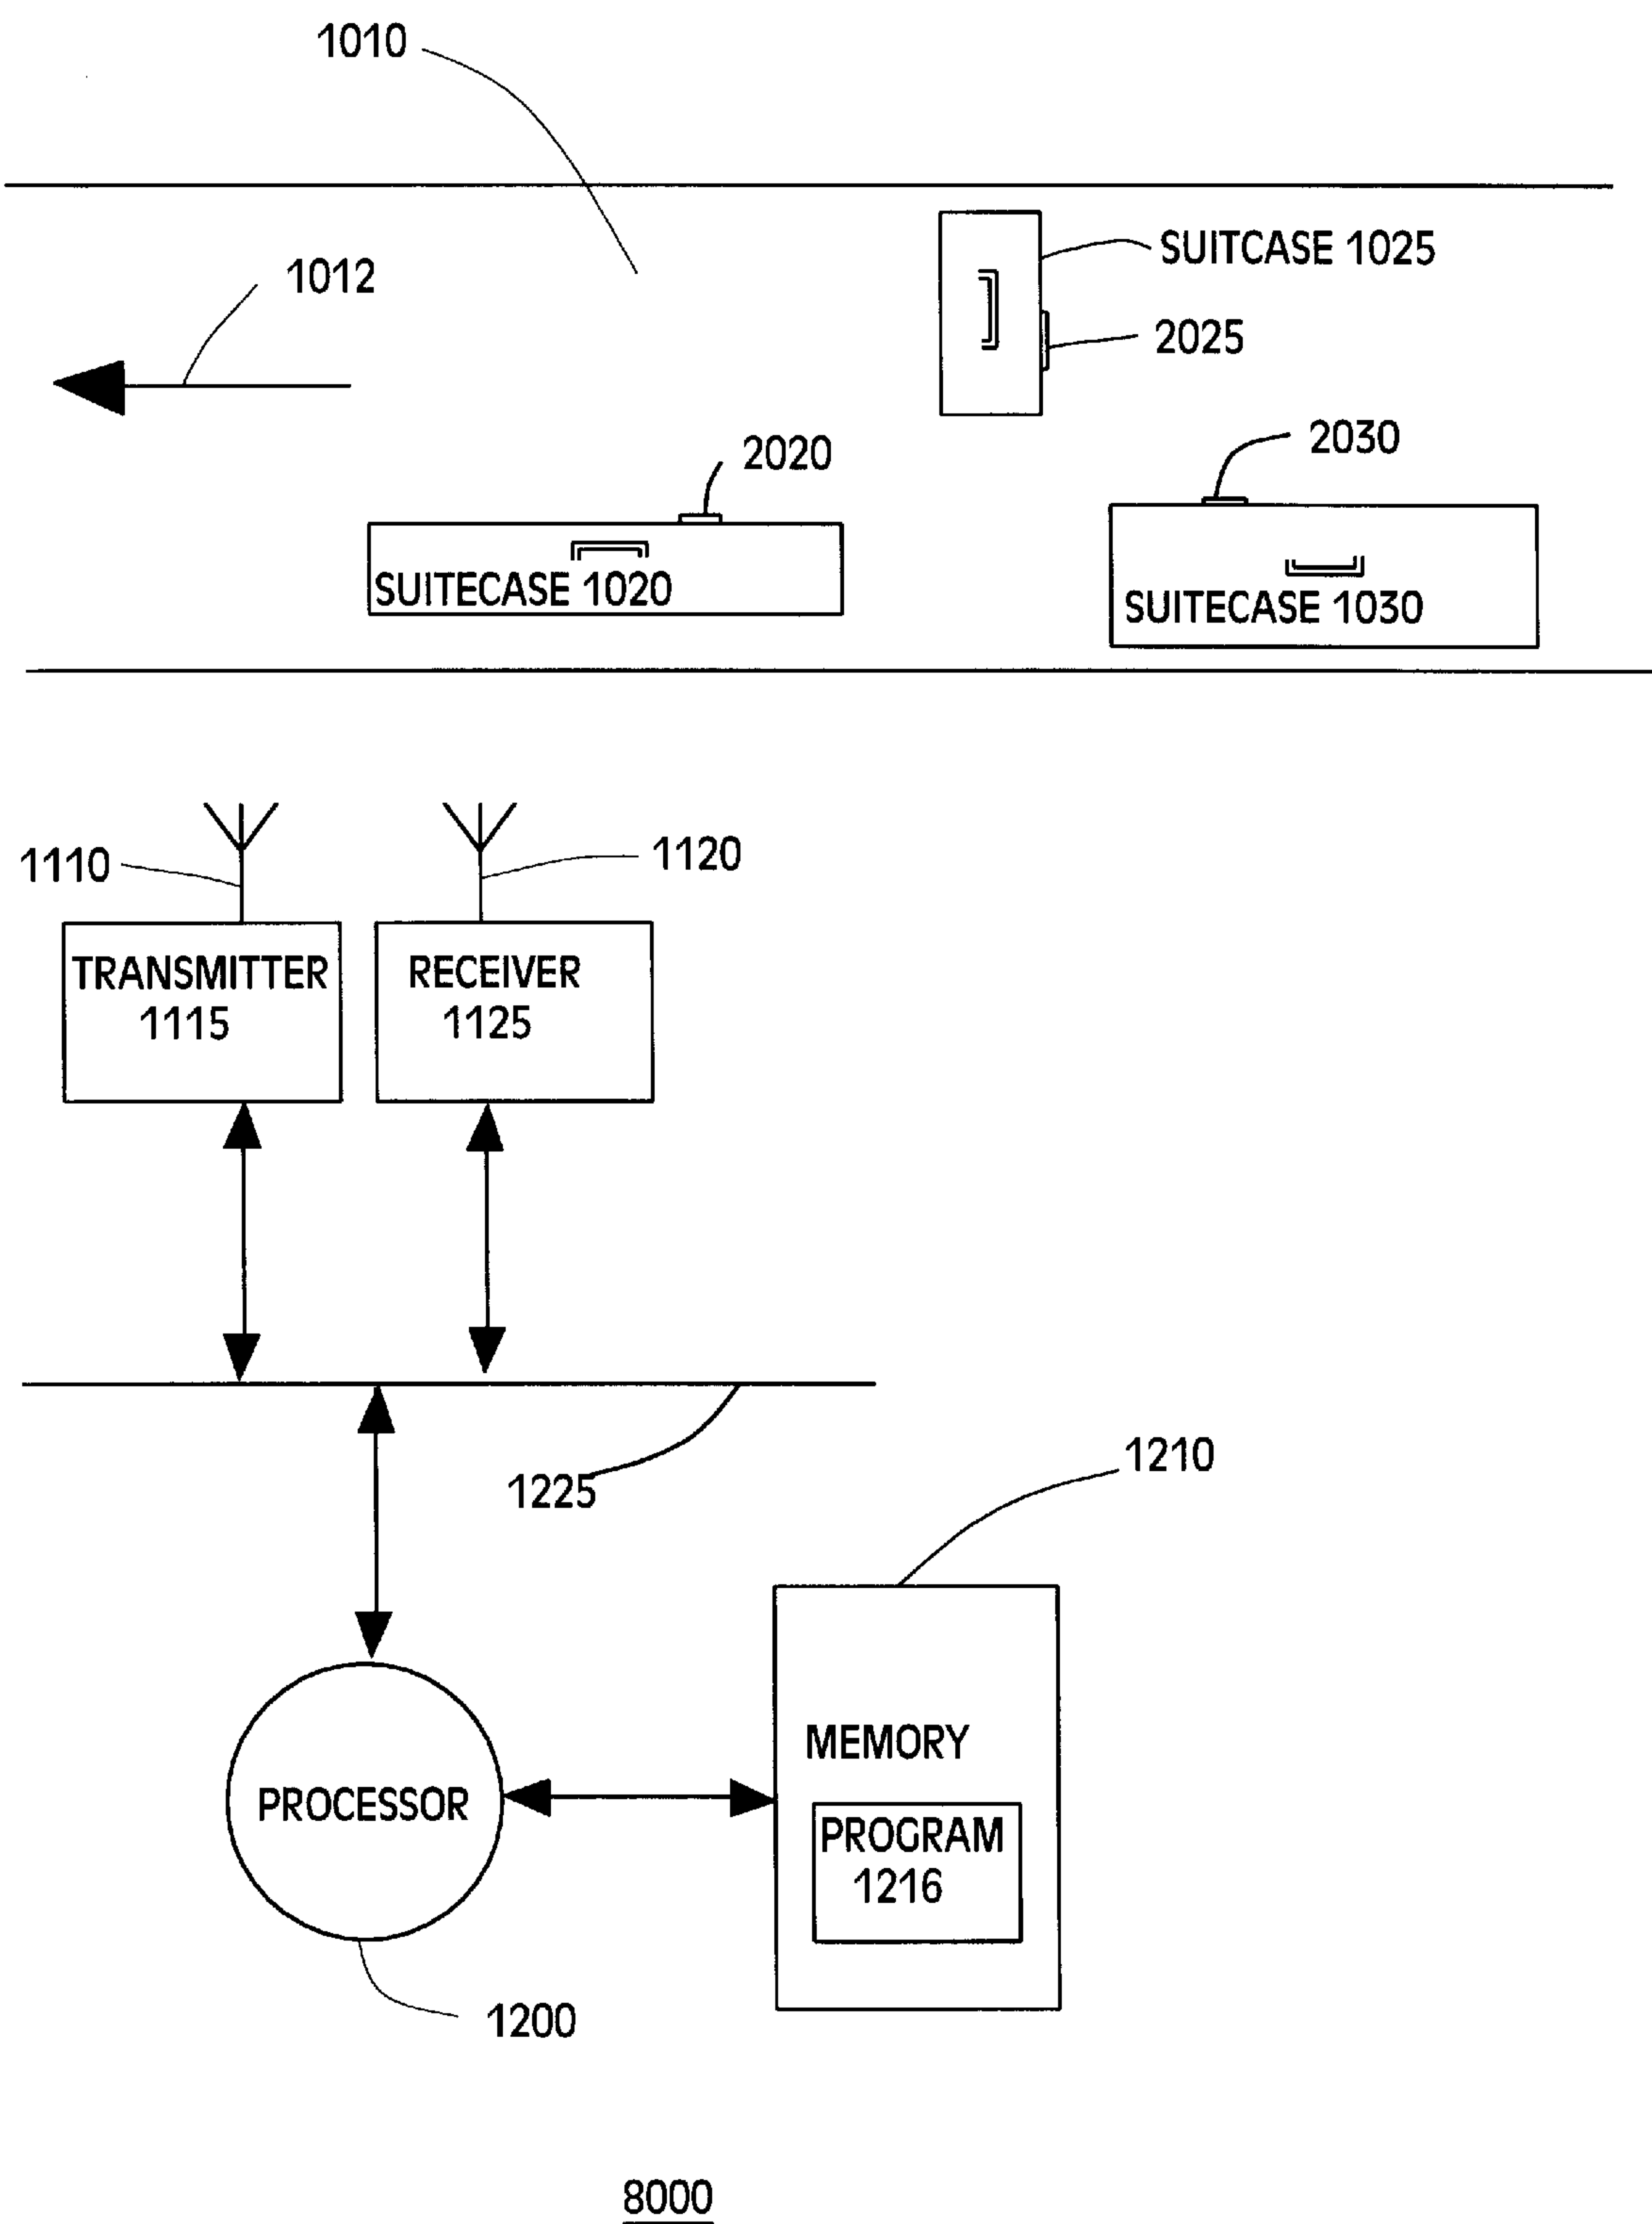 1010
1012
SUITCASE 1025
2025
2030
2020
SUITECASE 1020
SUITECASE 1030
1110
1120
TRANSMITTER
1115
RECEIVER
1125
1225
1210
MEMORY
PROCESSOR
PROGRAM
1216
1200
8000